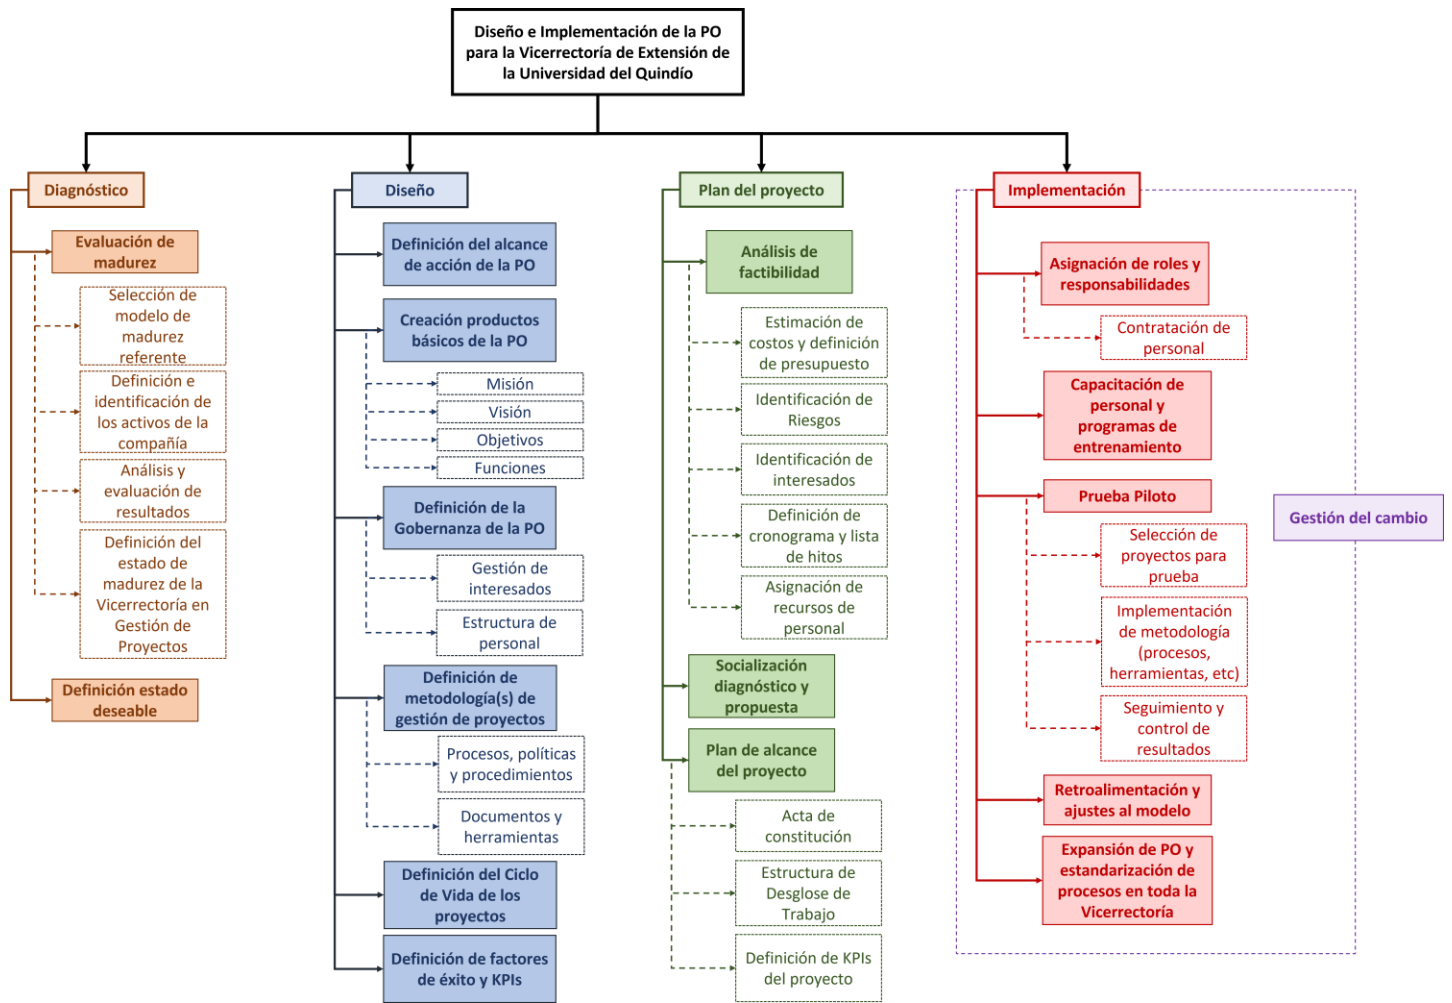 Diseño e Implementación de la PO
para la Vicerrectoría de Extensión de
la Universidad del Quindío
Diagnóstico
Evaluación de
madurez
Selección de
modelo de
madurez
referente
Definición e
identificación de
los activos de la
compañía
Análisis y
evaluación de
resultados
Definición del
estado de
madurez de la
Vicerrectoría en
Gestión de
Proyectos
Definición estado
deseable
Diseño
Definición del alcance
de acción de la PO
Creación productos
básicos de la PO
Misión
Visión
Objetivos
Funciones
Definición de la
Gobernanza de la PO
Gestión de
interesados
Estructura de
personal
Definición de
metodología(s) de
gestión de proyectos
Procesos, políticas
y procedimientos
Documentos y
herramientas
Definición del Ciclo
de Vida de los
proyectos
Definición de factores
de éxito y KPIs
Plan del proyecto
Análisis de
factibilidad
Estimación de
costos y definición
de presupuesto
Identificación de
Riesgos
Identificación de
interesados
Definición de
cronograma y lista
de hitos
Asignación de
recursos de
personal
Socialización
diagnóstico y
propuesta
Plan de alcance
del proyecto
Acta de
constitución
Estructura de
Desglose de
Trabajo
Definición de KPIs
del proyecto
Implementación
Asignación de roles y
responsabilidades
Contratación de
personal
Capacitación de
personal y
programas de
entrenamiento
Prueba Piloto
Selección de
proyectos para
prueba
Implementación
de metodología
(procesos,
herramientas, etc)
Seguimiento y
control de
resultados
Retroalimentación y
ajustes al modelo
Expansión de PO y
estandarización de
procesos en toda la
Vicerrectoría
Gestión del cambio